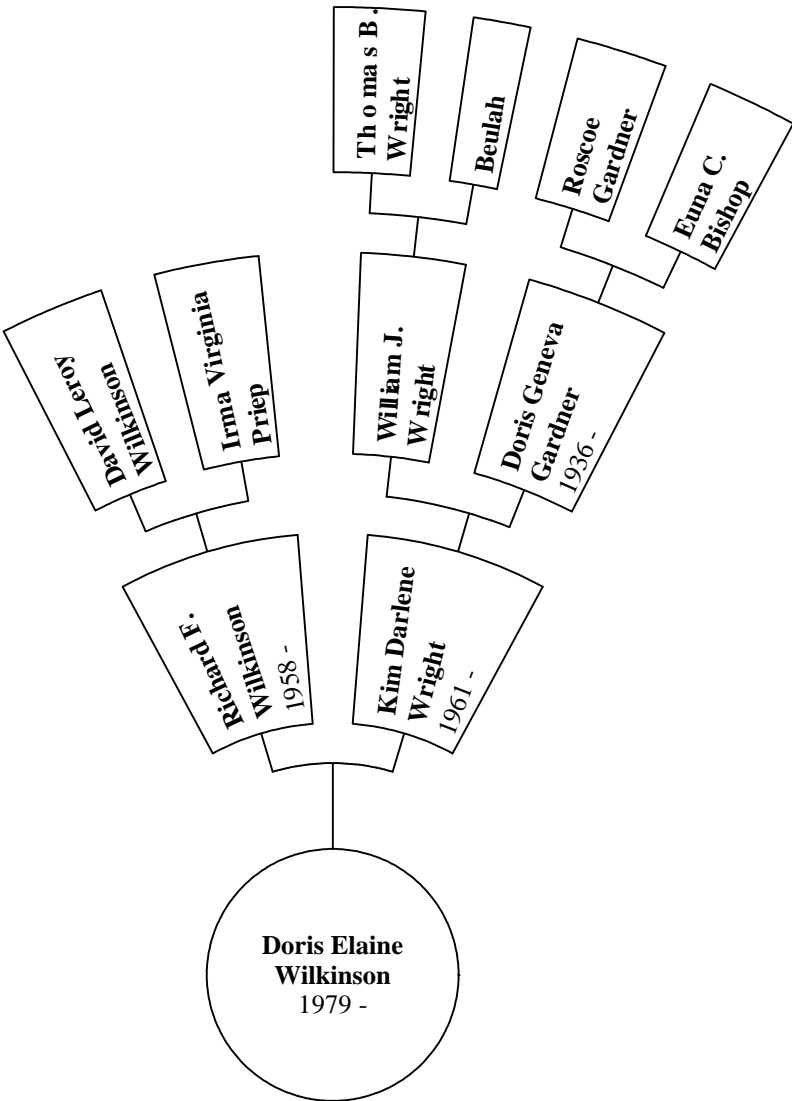 Thomas B.
Wright
Beulah
Roscoe
Gardner
Euna C.
Bishop
David Leroy
Wilkinson
Irma Virginia
Priep
William J.
Wright
Doris Geneva
Gardner
1936 -
Richard F.
Wilkinson
1958 -
Kim Darlene
Wright
1961 -
Doris Elaine
Wilkinson
1979 -